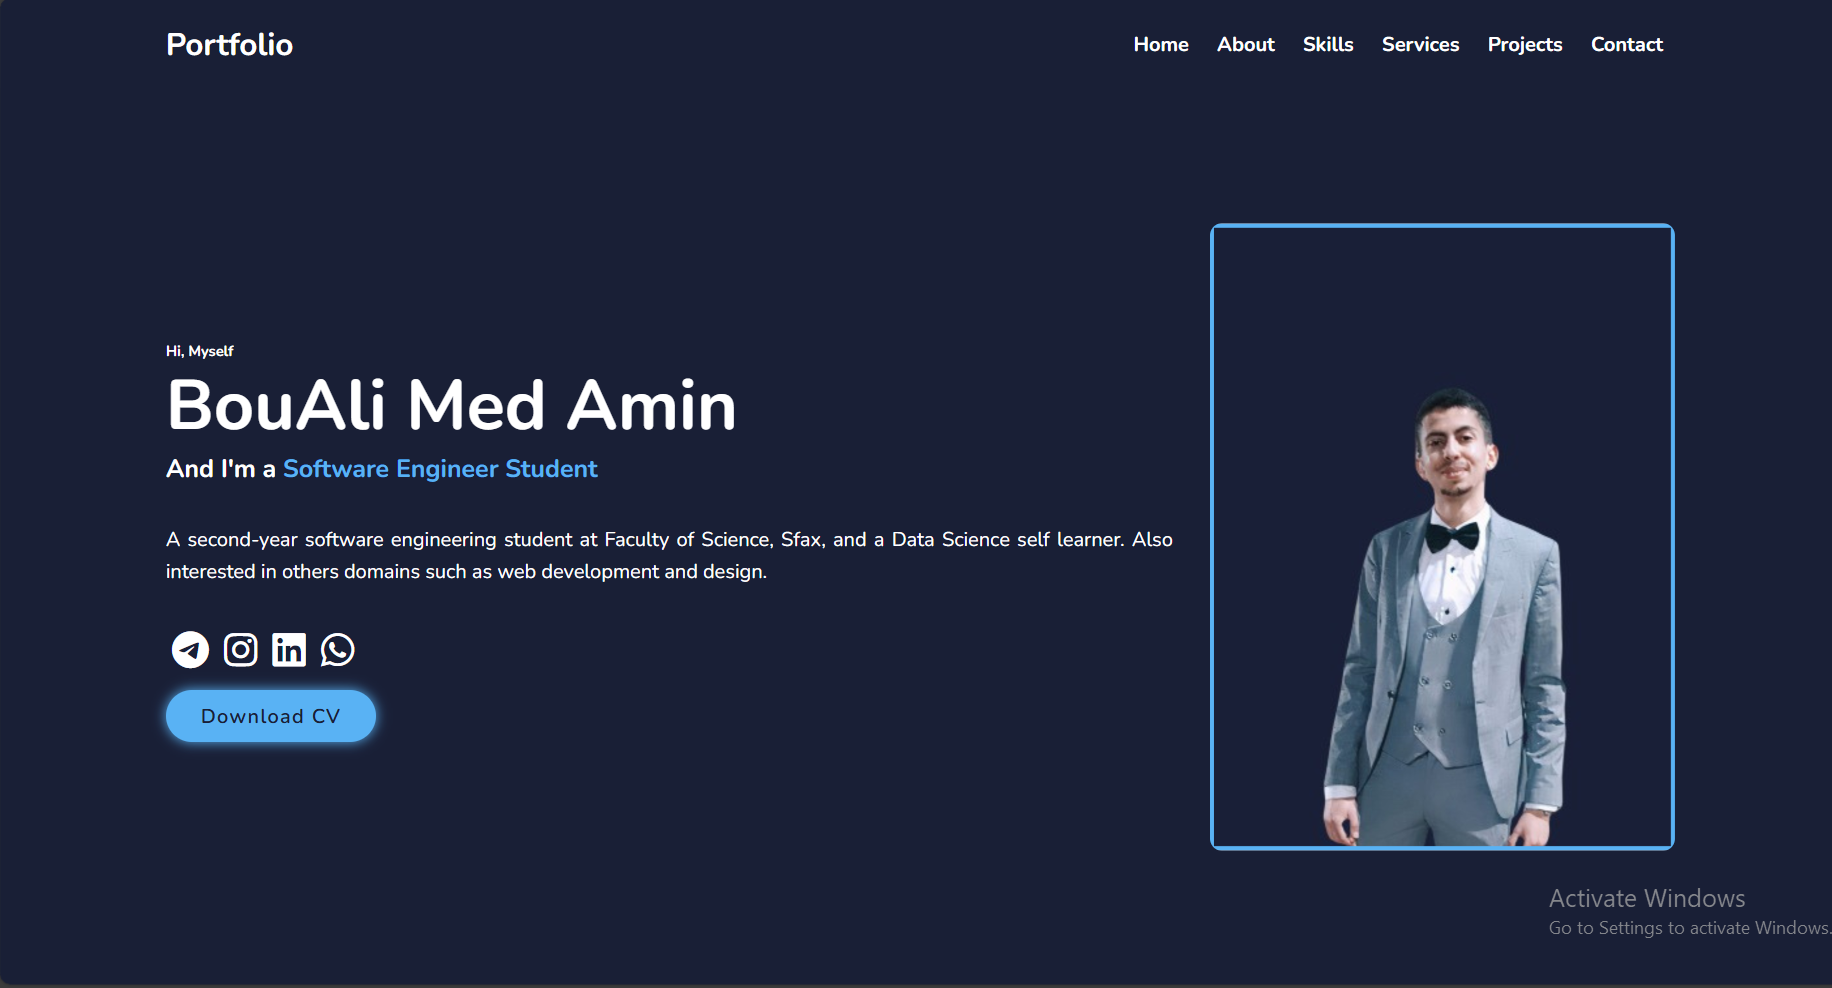 Portfolio
Home About Skills Services Projects Contact
Hi, Myself
BouAli Med Amin
And I'm a Software Engineer Student
A second-year software engineering student at Faculty of Science, Sfax, and a Data Science self learner. Also
interested in others domains such as web development and design.
in
Download CV
Activate Windows
Go to Settings to activate Windows.